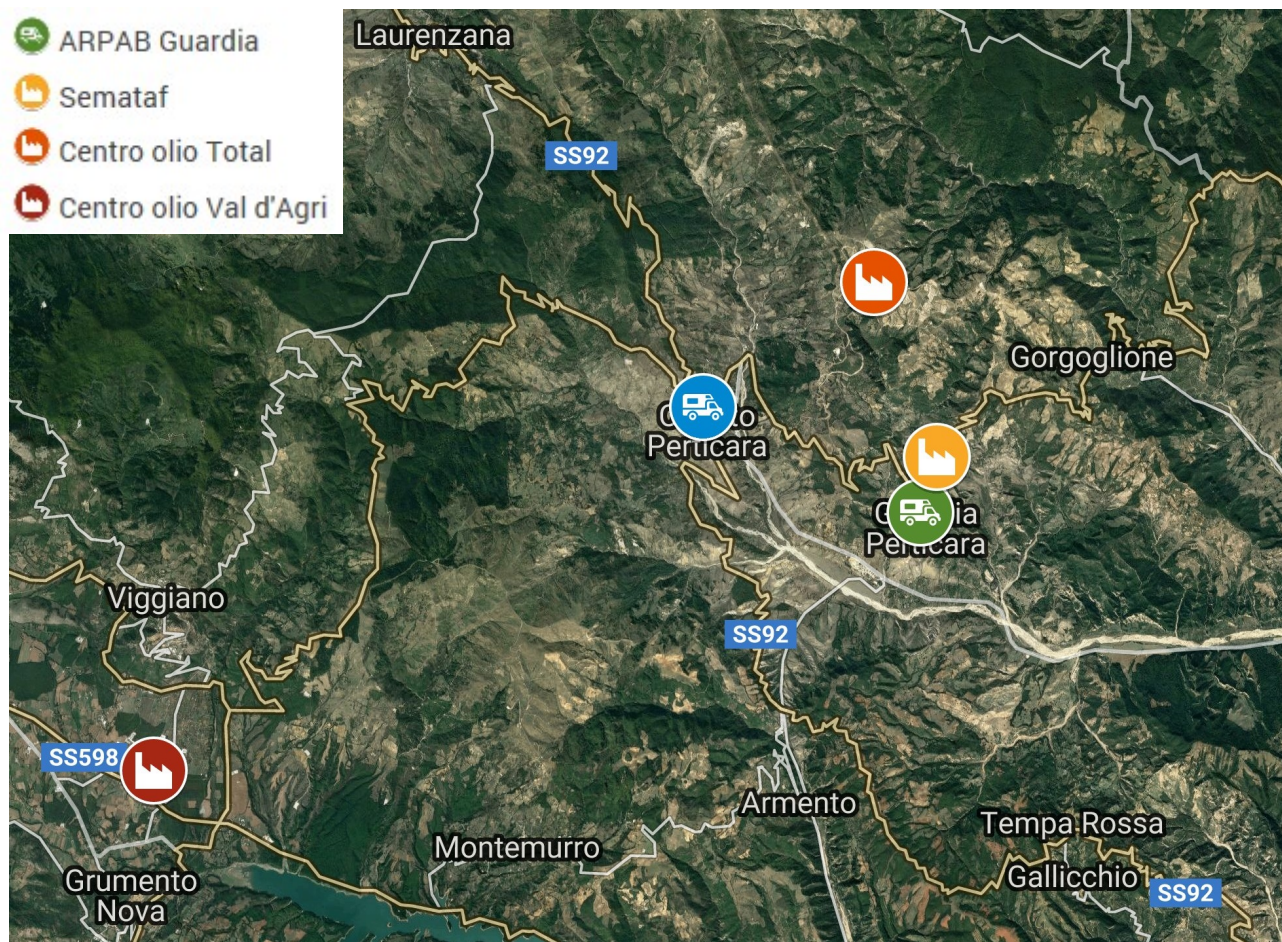 ARPAB Guardia
Semataf
Centro olio Total
Centro olio Val d'Agri
Laurenzana
SS92
Gorgoglione
Perticara
Perticara
Viggiano
SS92
SS598
Armento
Tempa Rossa
Montemurro
Gallicchio
SS92
Grumento
Nova